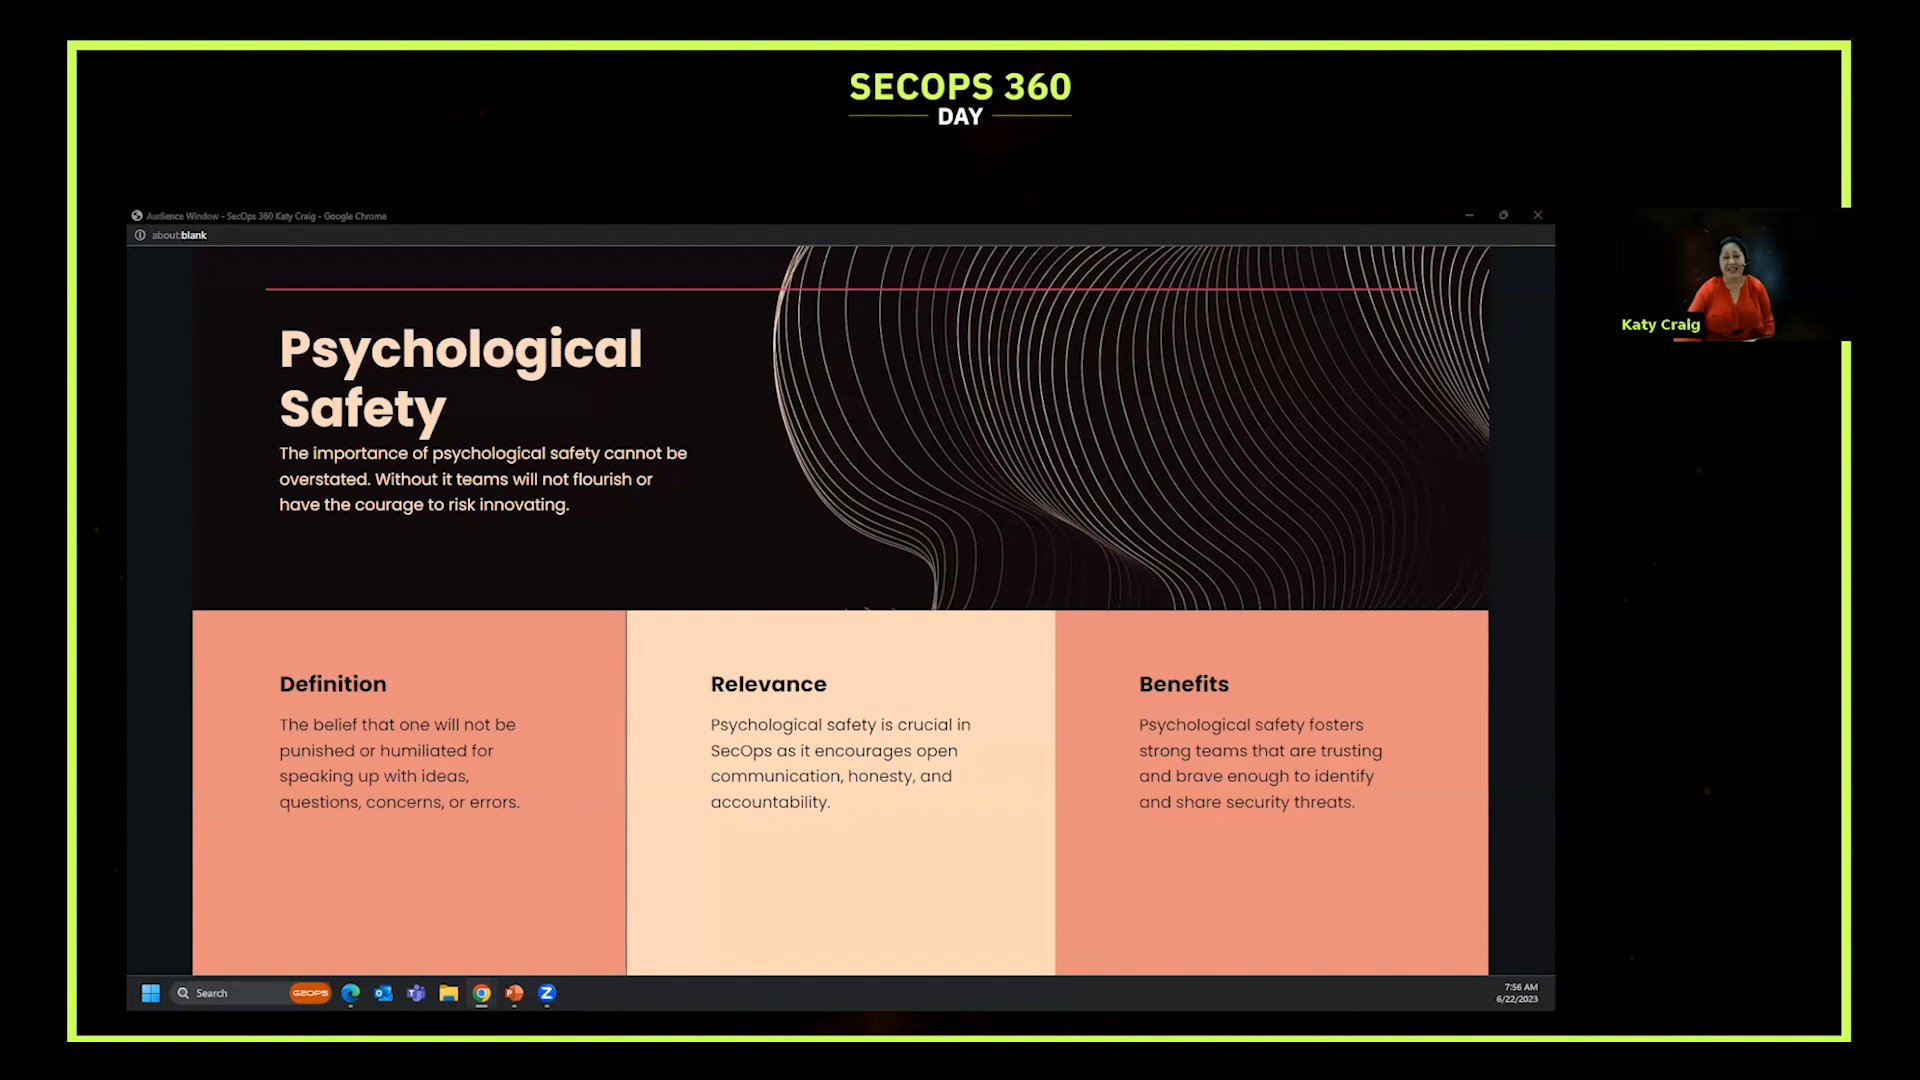 SECOPS 360
DAY
Audience Window - SecOps 360 Katy Craig - Google Chrome
about:blank
Psychological
Safety
The importance of psychological safety cannot be
overstated. Without it teams will not flourish or
have the courage to risk innovating.
Katy Craig
Definition
The belief that one will not be
punished or humiliated for
speaking up with ideas,
questions, concerns, or errors.
Relevance
Psychological safety is crucial in
SecOps as it encourages open
communication, honesty, and
accountability.
Benefits
Psychological safety fosters
strong teams that are trusting
and brave enough to identify
and share security threats.
Search
7:56 AM
6/22/2023